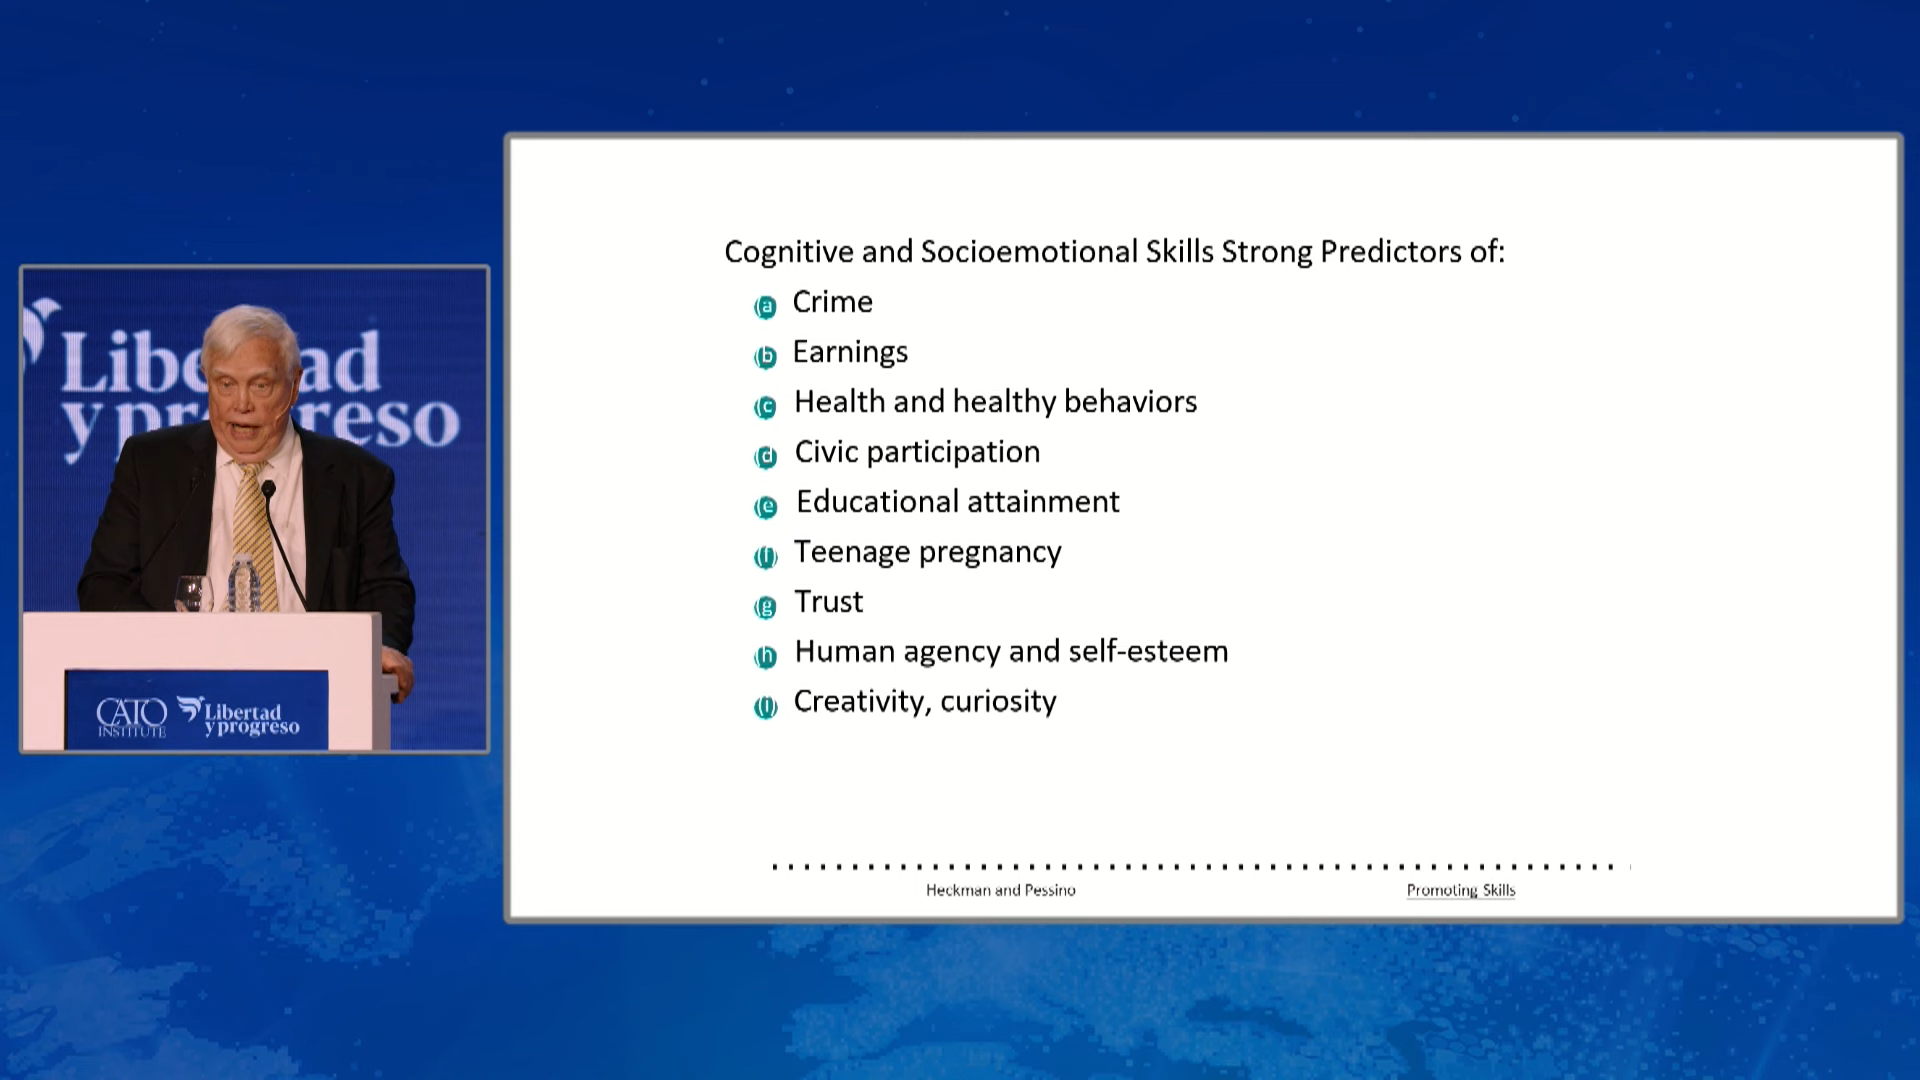 Libertad
y progreso
CATO
INSTITUTE
Libertad
y progreso
Cognitive and Socioemotional Skills Strong Predictors of:
(a Crime
(b Earnings
(c Health and healthy behaviors
(d Civic participation
(e Educational attainment
(f) Teenage pregnancy
(g Trust
(h Human agency and self-esteem
(i) Creativity, curiosity
Heckman and Pessino
Promoting Skills